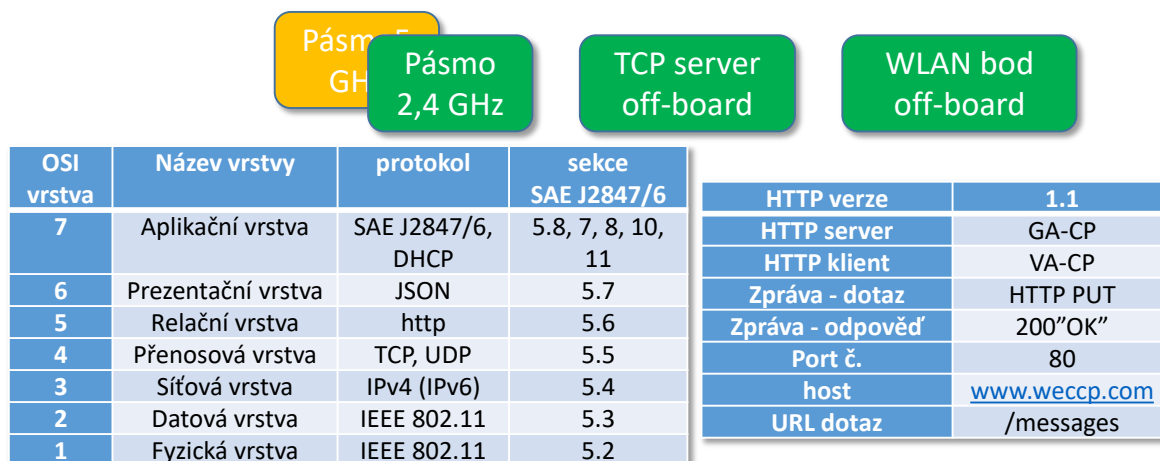 Pásmo 5
GH
Pásmo
2,4 GHz
TCP server
off-board
WLAN bod
off-board
OSI
vrstva
Název vrstvy
protokol
sekce
SAE J2847/6
7
Aplikační vrstva
SAE J2847/6,
DHCP
5.8, 7, 8, 10,
11
6
Prezentační vrstva
JSON
5.7
5
Relační vrstva
http
5.6
4
Přenosová vrstva
TCP, UDP
5.5
3
Síťová vrstva
IPv4 (IPv6)
5.4
2
Datová vrstva
IEEE 802.11
5.3
1
Fyzická vrstva
IEEE 802.11
5.2
HTTP verze
1.1
HTTP server
GA-CP
HTTP klient
VA-CP
Zpráva - dotaz
HTTP PUT
Zpráva - odpověď
200”OK”
Port č.
80
host
www.weccp.com
URL dotaz
/messages